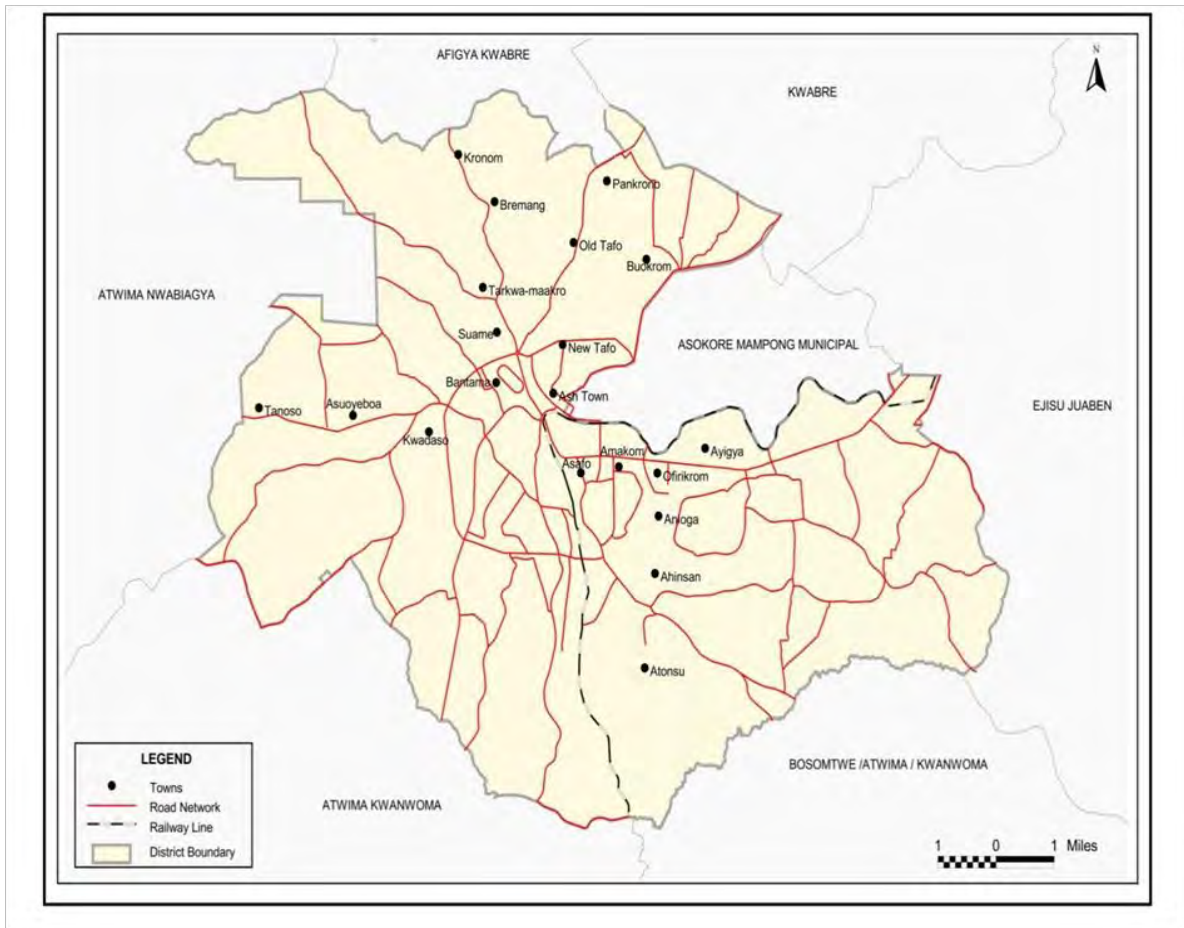 AFIGYA KWABRE
N
KWABRE
Kronom
Pankrono
Bremang
Old Tafo
Buokrom
ATWIMA NWABIAGYA
Tarkwa-maakro
Suame
New Tafo
ASOKORE MAMPONG MUNICIPAL
Bantama
Ash Town
Tanoso
Asuoyeboa
EJISU JUABEN
Kwadaso
Amakom
Ayigya
Asafo
Ofirikrom
Anloga
Ahinsan
Atonsu
BOSOMTWE /ATWIMA / KWANWOMA
ATWIMA KWANWOMA
LEGEND
Towns
Road Network
Railway Line
District Boundary
1 0 1 Miles